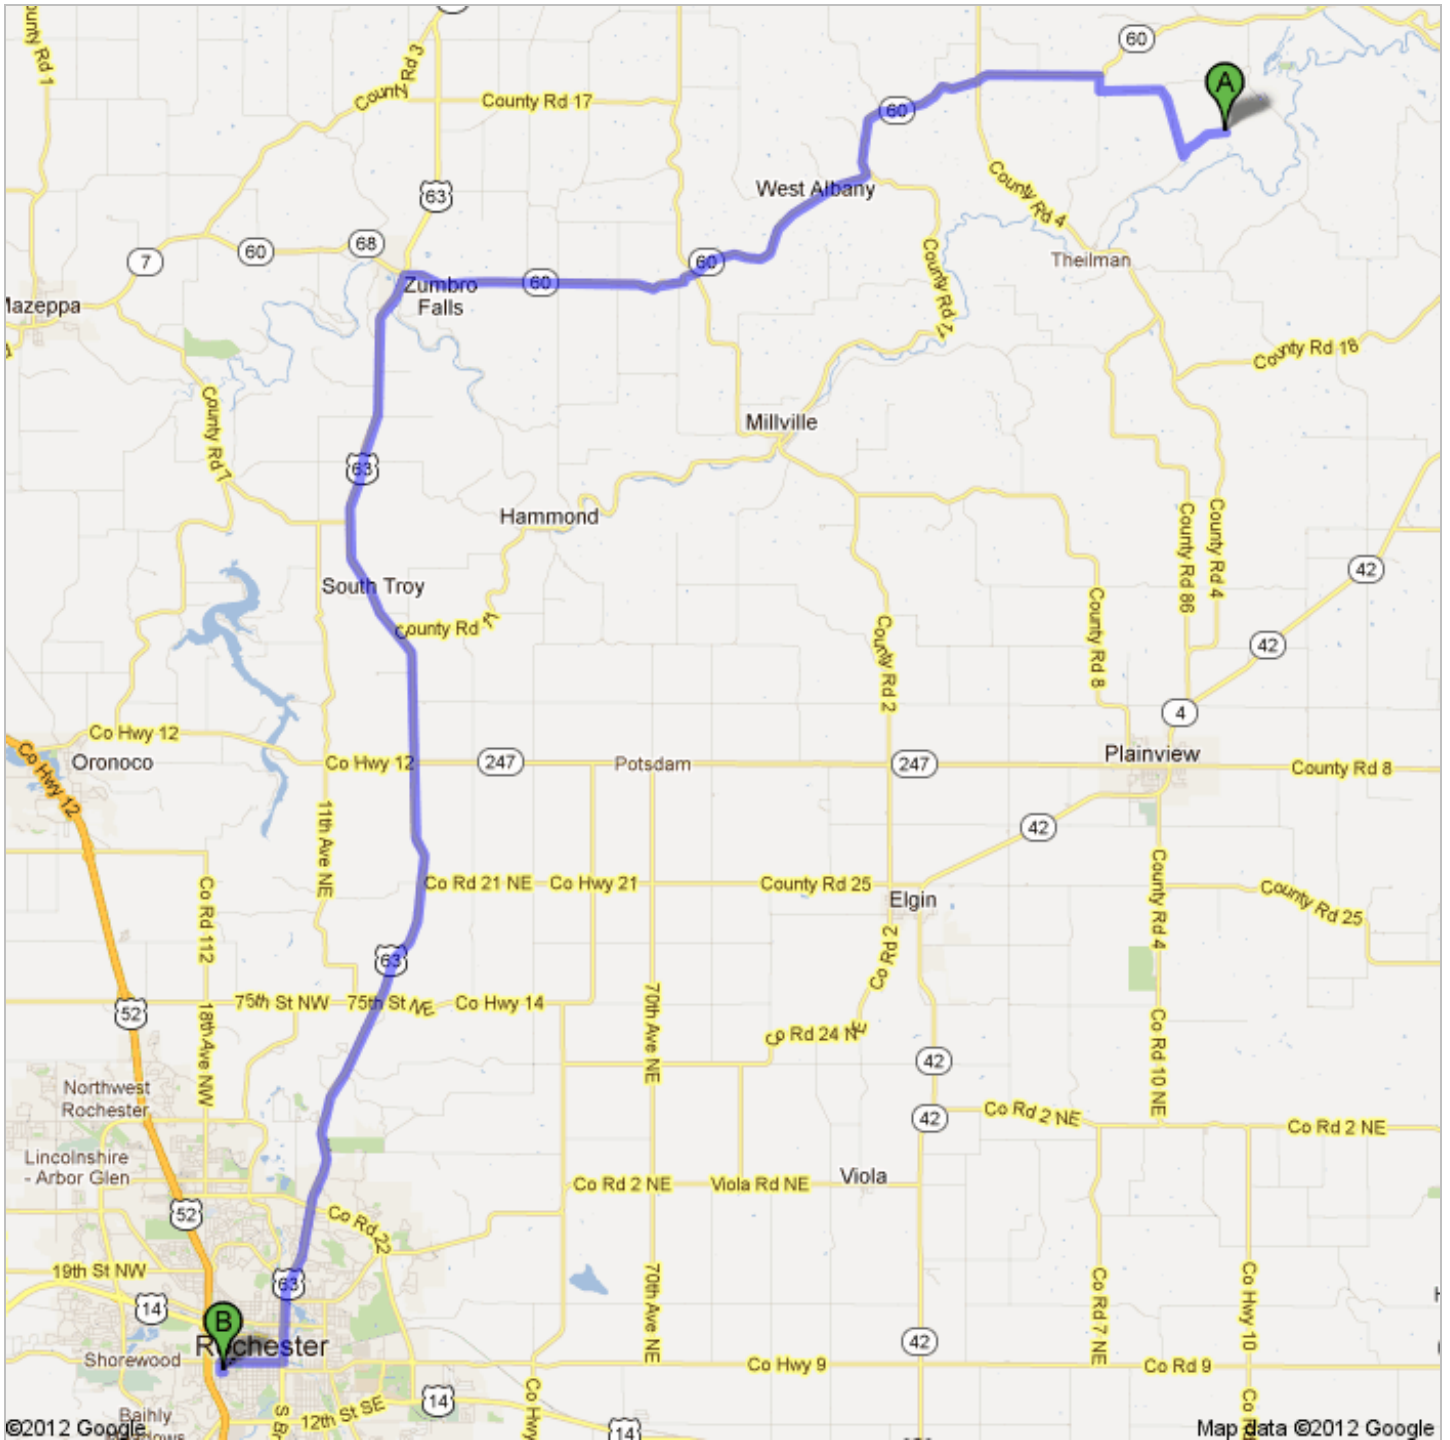 ounty Rd 1
County Rd 3
60
A
County Rd 17
60
63
West Albany
County Rd 4
68
60
7
60
60
Theilman
County Rd 7
Zumbro
Falls
Mazeppa
County Rd 18
County Rd 7
Millville
63
Hammond
County Rd 86
County Rd 4
42
South Troy
County Rd 11
County Rd 2
County Rd 8
42
4
Co Hwy 12
Co Hwy 12
Oronoco
Co Hwy 12
247
Potsdam
247
Plainview
County Rd 8
11th Ave NE
42
Co Rd 21 NE
Co Hwy 21
County Rd 25
Elgin
Co Rd 112
County Rd 4
County Rd 25
Co Rd 2
63
75th St NW
75th St NE
Co Hwy 14
52
18th Ave NW
70th Ave NE
Co Rd 24 NE
Co Rd 10 NE
42
Northwest
Rochester
42
Co Rd 2 NE
Co Rd 2 NE
Lincolnshire
- Arbor Glen
Viola
Co Rd 2 NE
Viola Rd NE
52
Co Rd 22
19th St NW
63
70th Ave NE
Co Rd 7 NE
Co Hwy 10
14
B
Rochester
42
Shorewood
Co Hwy 9
Co Rd 9
14
12th St SE
S Br
Co Hwy
Baihly
Meadows
14
©2012 Google
Map data ©2012 Google